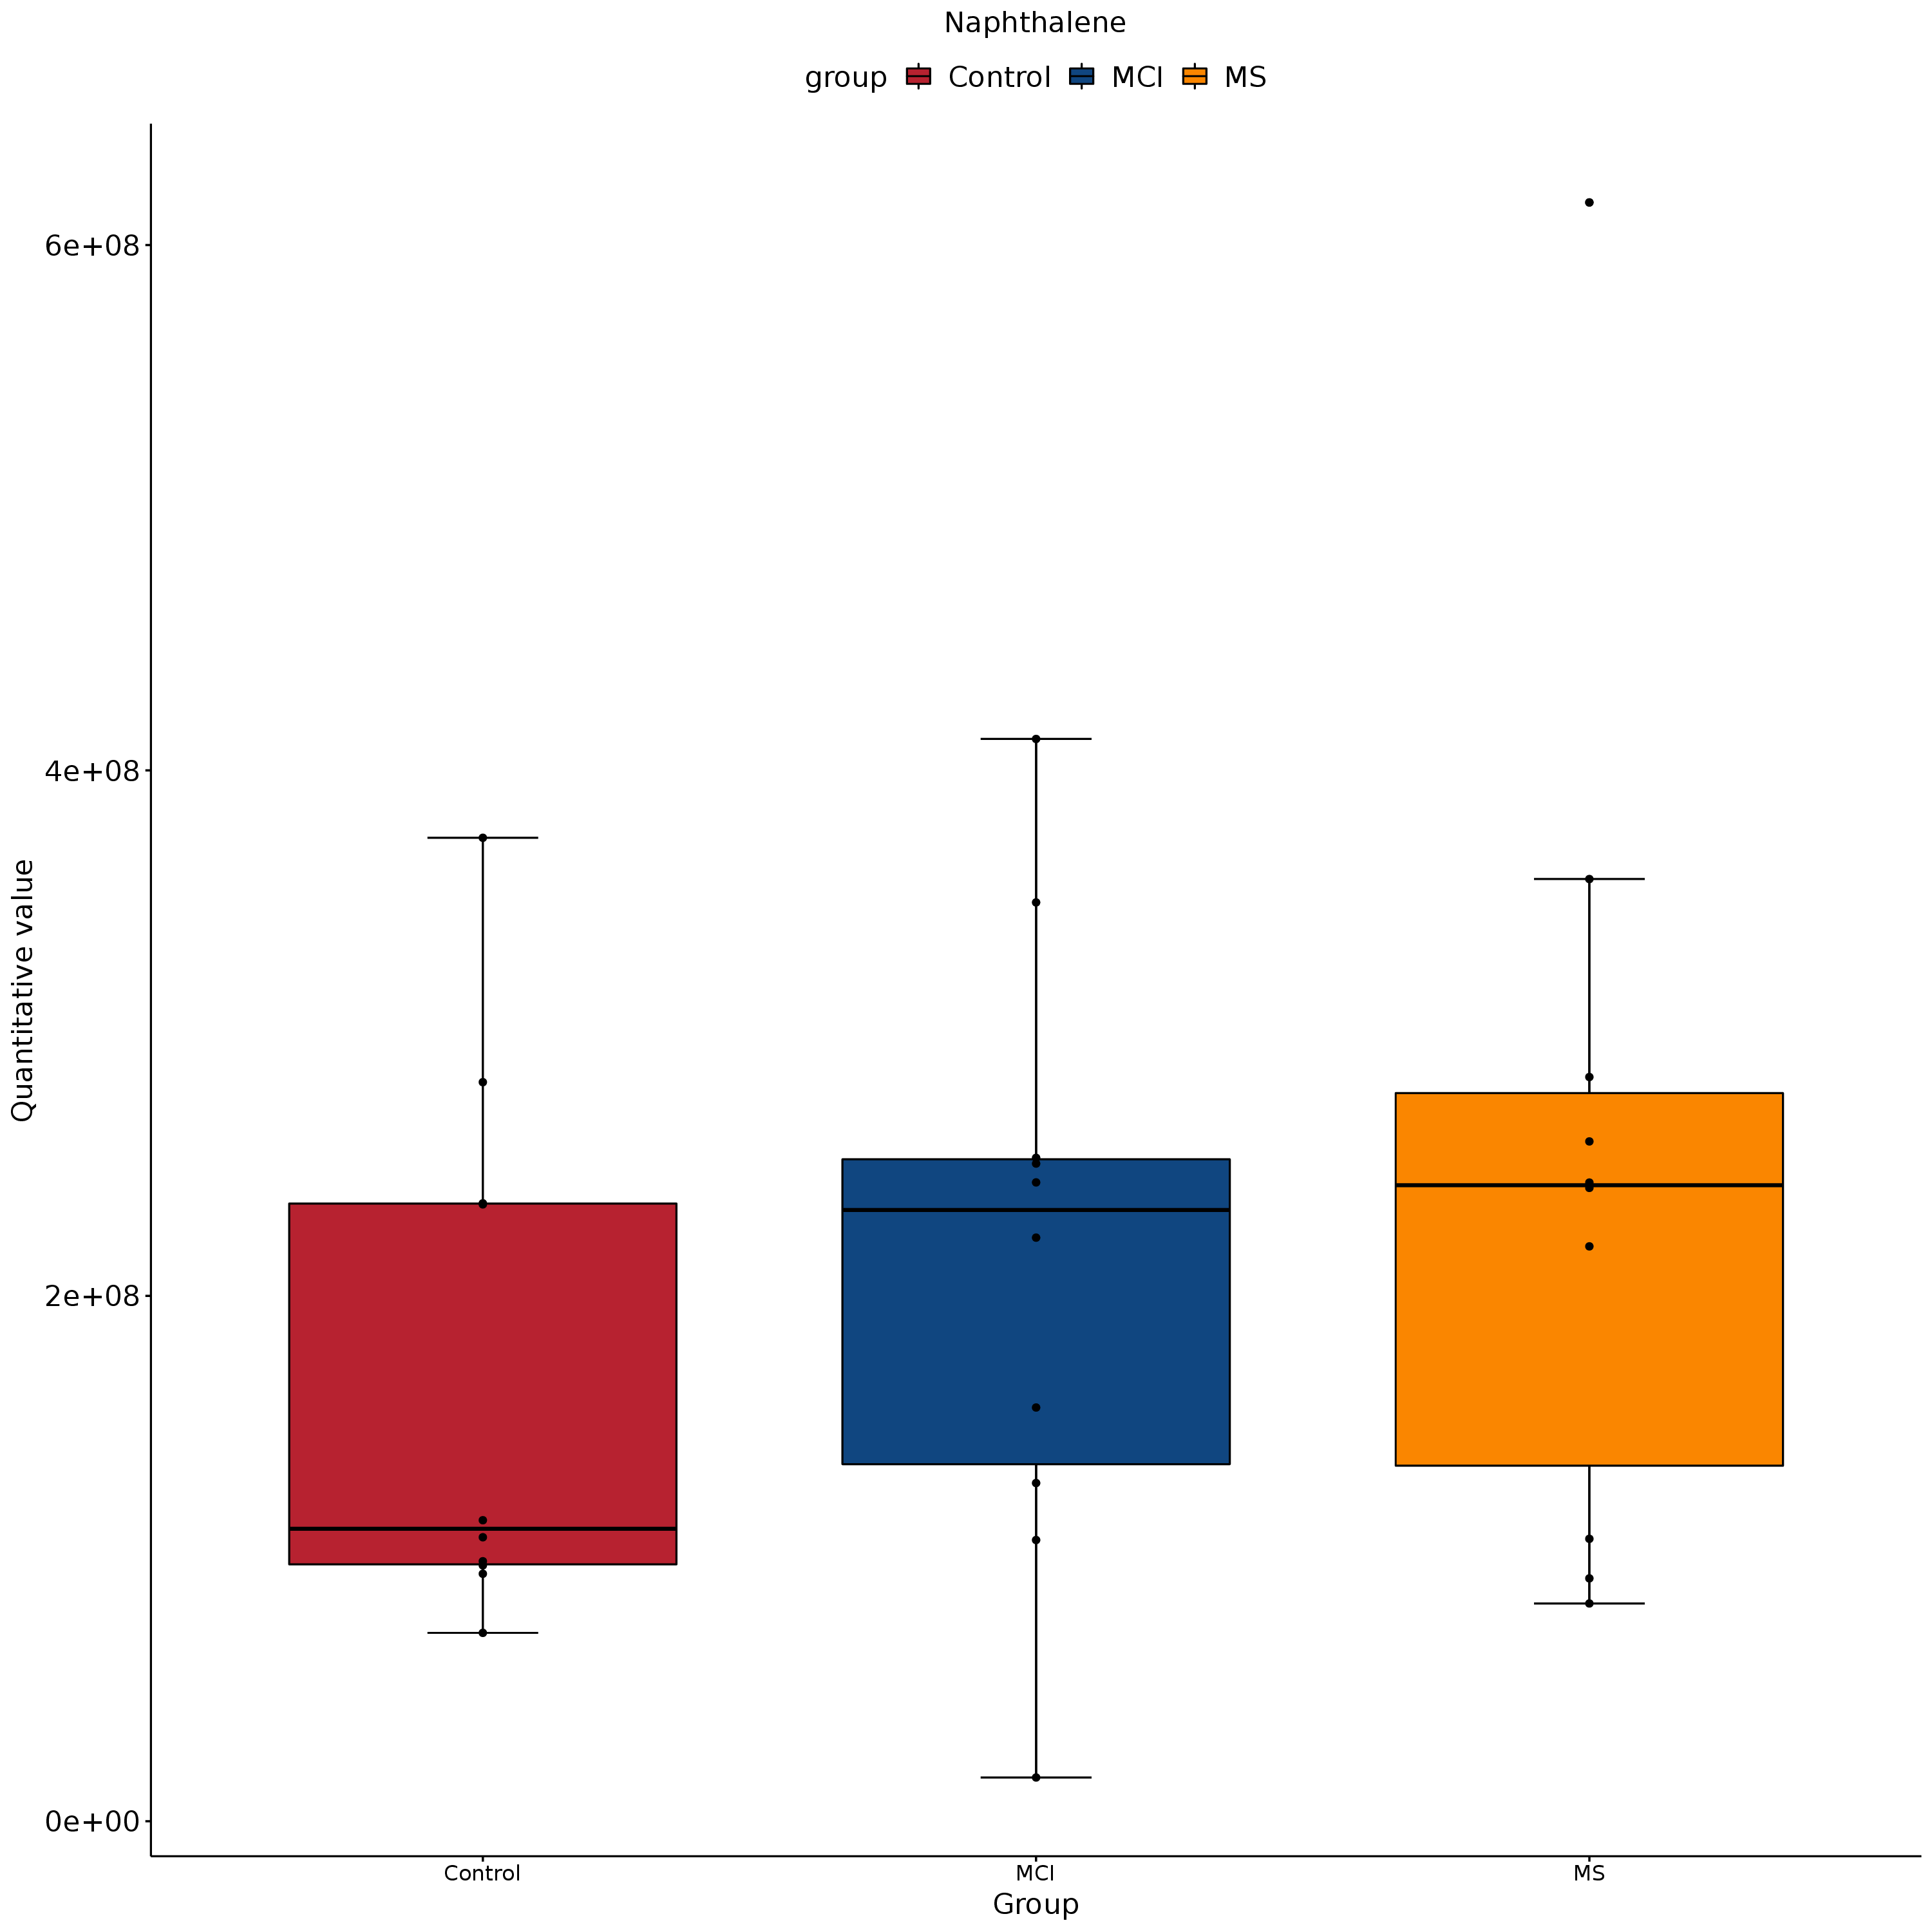 Naphthalene
group Control MCI MS
6e+08
4e+08
2e+08
0e+00
Quantitative value
Control MCI MS
Group